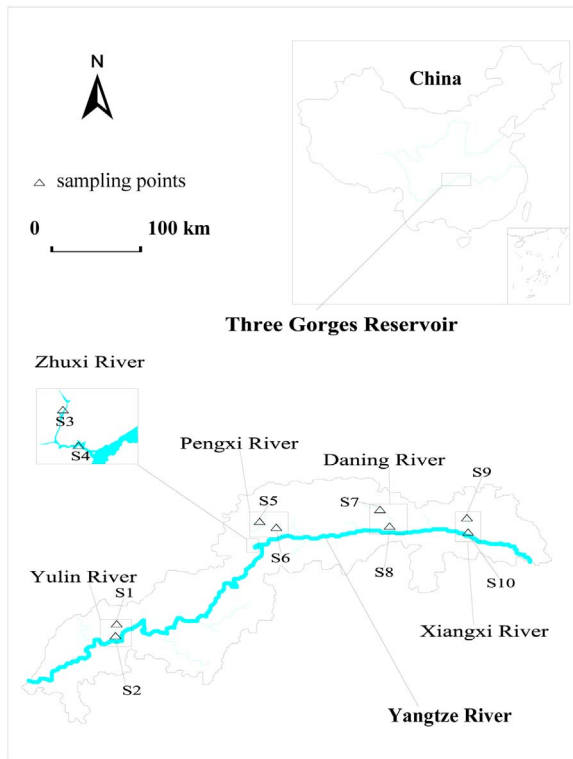 N
China
sampling points
0 100 km
Three Gorges Reservoir
Zhuxi River
S3
S4
Pengxi River
Daning River
S5
S7
S9
S6
S8
S10
Yulin River
S1
Xiangxi River
S2
Yangtze River